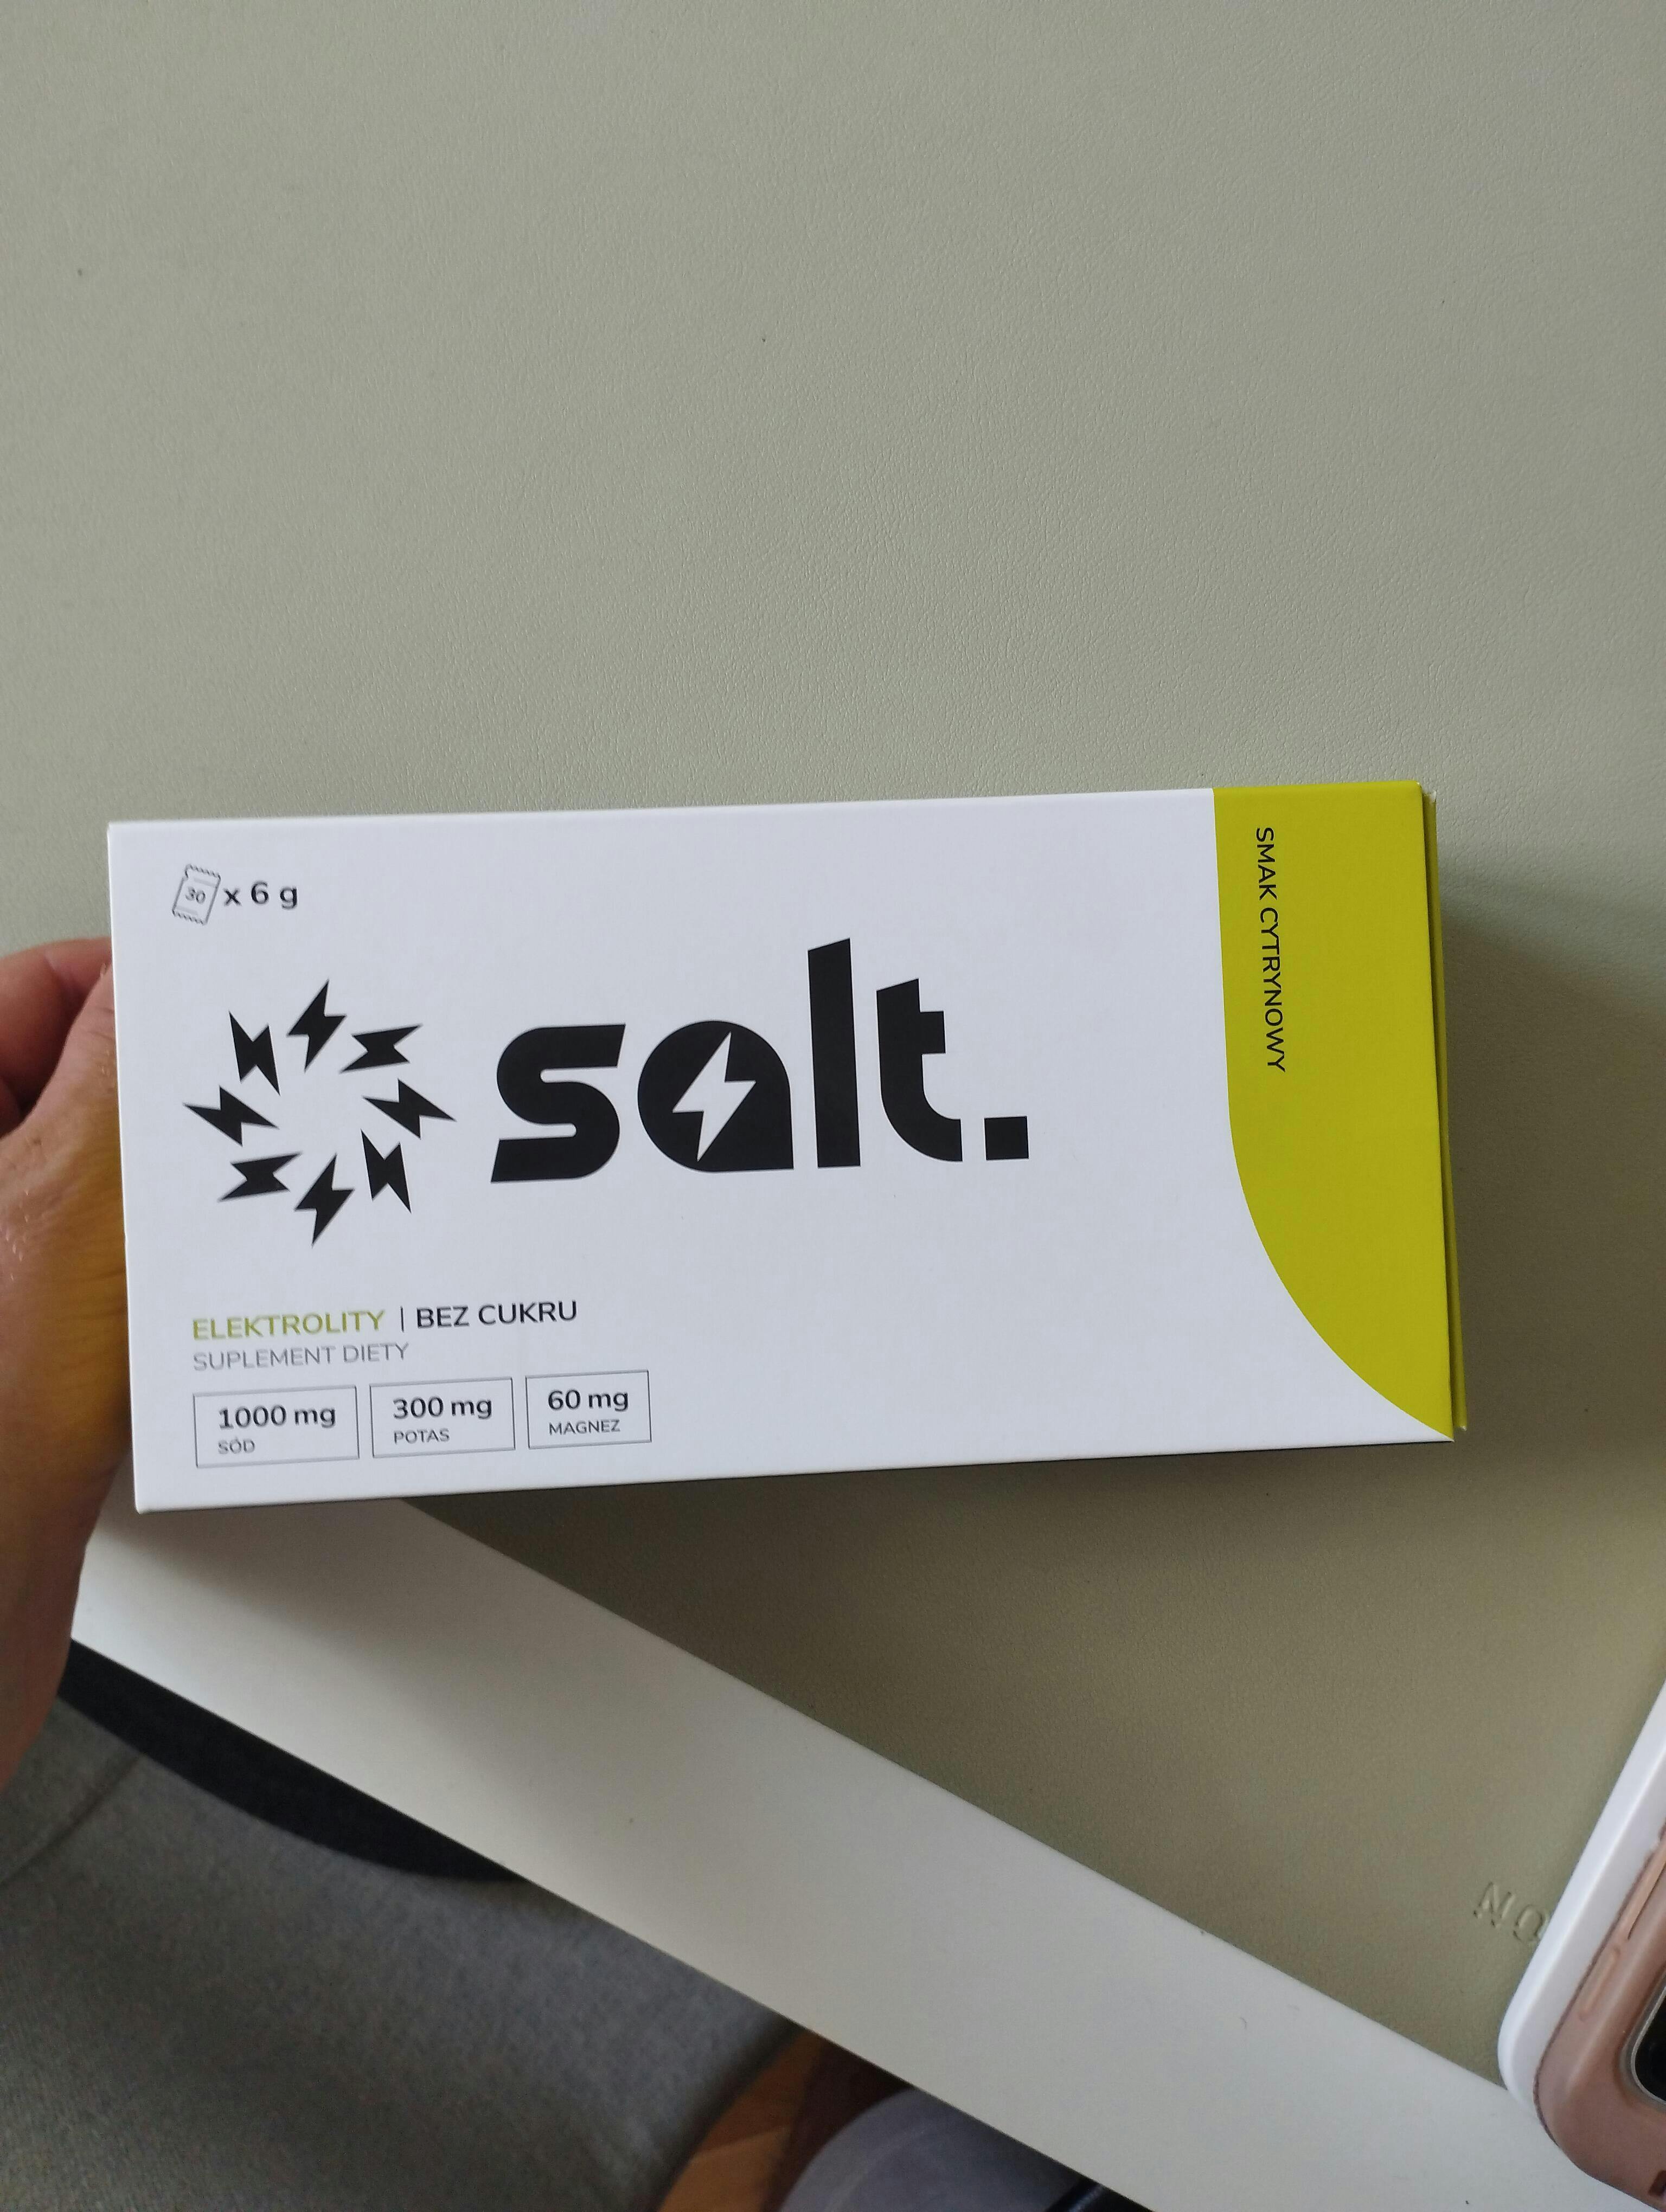 30 x 6 g
salt.
SMAK CYTRYNOWY
ELEKTROLITY | BEZ CUKRU
SUPLEMENT DIETY
1000 mg
SÓD
300 mg
POTAS
60 mg
MAGNEZ